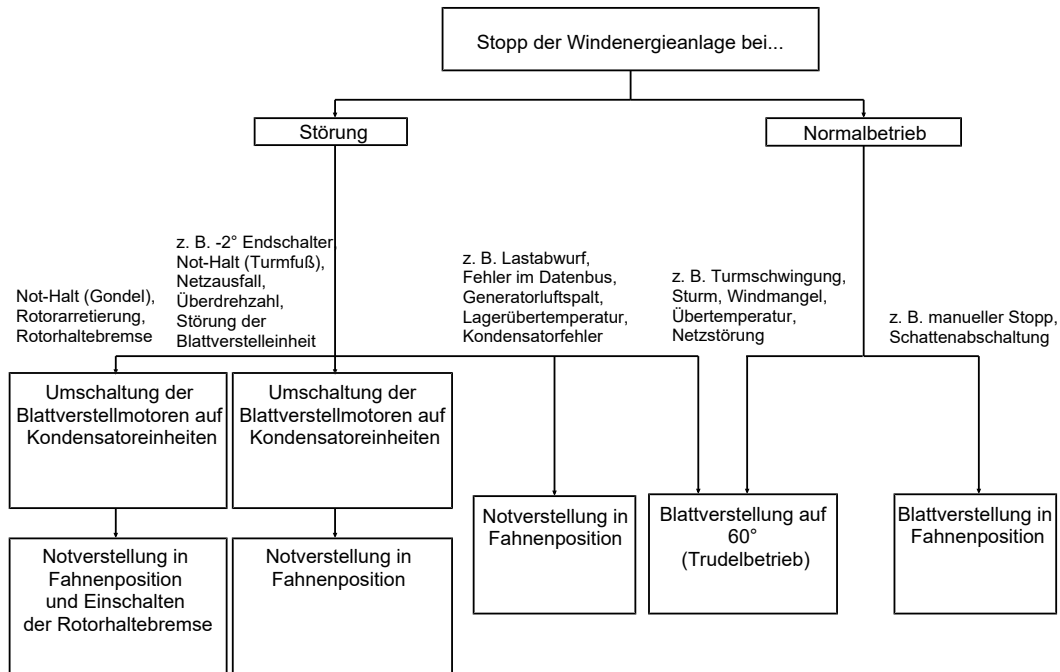 Stopp der Windenergieanlage bei...
Störung
Normalbetrieb
Not-Halt (Gondel),
Rotorarretierung,
Rotorhaltebremse
z. B. -2° Endschalter,
Not-Halt (Turmfuß),
Netzausfall,
Überdrehzahl,
Störung der
Blattverstelleinheit
z. B. Lastabwurf,
Fehler im Datenbus,
Generatorluftspalt,
Lagerübertemperatur,
Kondensatorfehler
z. B. Turmschwingung,
Sturm, Windmangel,
Übertemperatur,
Netzstörung
z. B. manueller Stopp,
Schattenabschaltung
Umschaltung der
Blattverstellmotoren auf
Kondensatoreinheiten
Umschaltung der
Blattverstellmotoren auf
Kondensatoreinheiten
Notverstellung in
Fahnenposition
und Einschalten
der Rotorhaltebremse
Notverstellung in
Fahnenposition
Notverstellung in
Fahnenposition
Blattverstellung auf
60°
(Trudelbetrieb)
Blattverstellung in
Fahnenposition